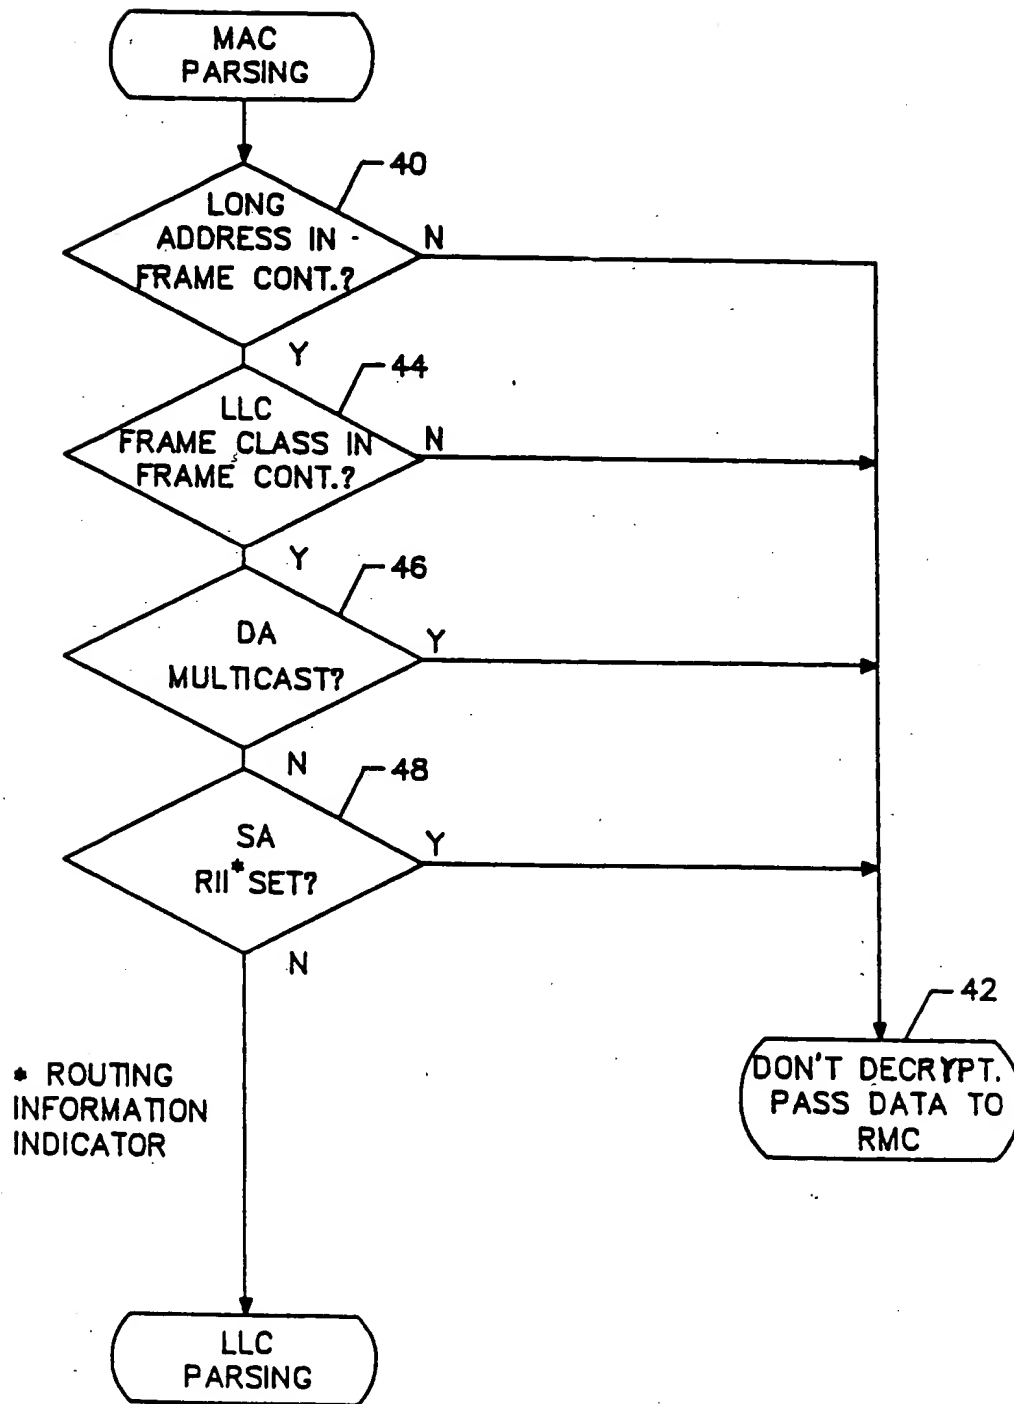 MAC
PARSING
40
LONG
ADDRESS IN
FRAME CONT.?
N
Y
44
LLC
FRAME CLASS IN
FRAME CONT.?
N
Y
46
DA
MULTICAST?
Y
N
48
SA
RII* SET?
Y
N
42
DON'T DECRYPT.
PASS DATA TO
RMC
* ROUTING
INFORMATION
INDICATOR
LLC
PARSING